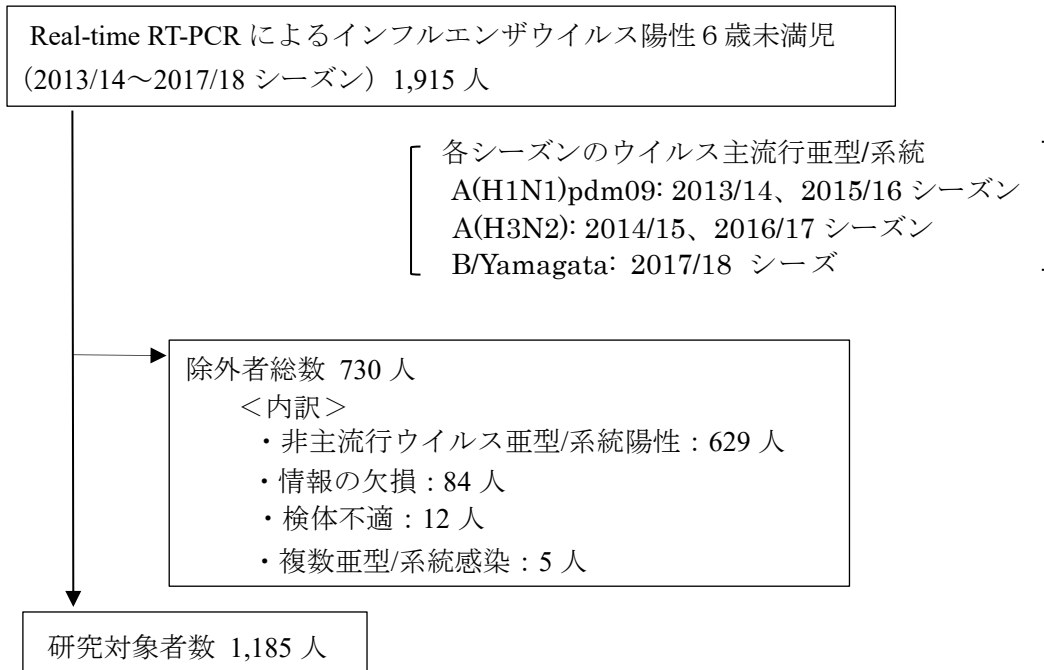 Real-time RT-PCR によるインフルエンザウイルス陽性６歳未満児
（2013/14～2017/18 シーズン）1,915 人
各シーズンのウイルス主流行亜型/系統
A(H1N1)pdm09: 2013/14、2015/16 シーズン
A(H3N2): 2014/15、2016/17 シーズン
B/Yamagata: 2017/18 シーズ
除外者総数 730 人
＜内訳＞
・非主流行ウイルス亜型/系統陽性：629 人
・情報の欠損：84 人
・検体不適：12 人
・複数亜型/系統感染：5 人
研究対象者数 1,185 人